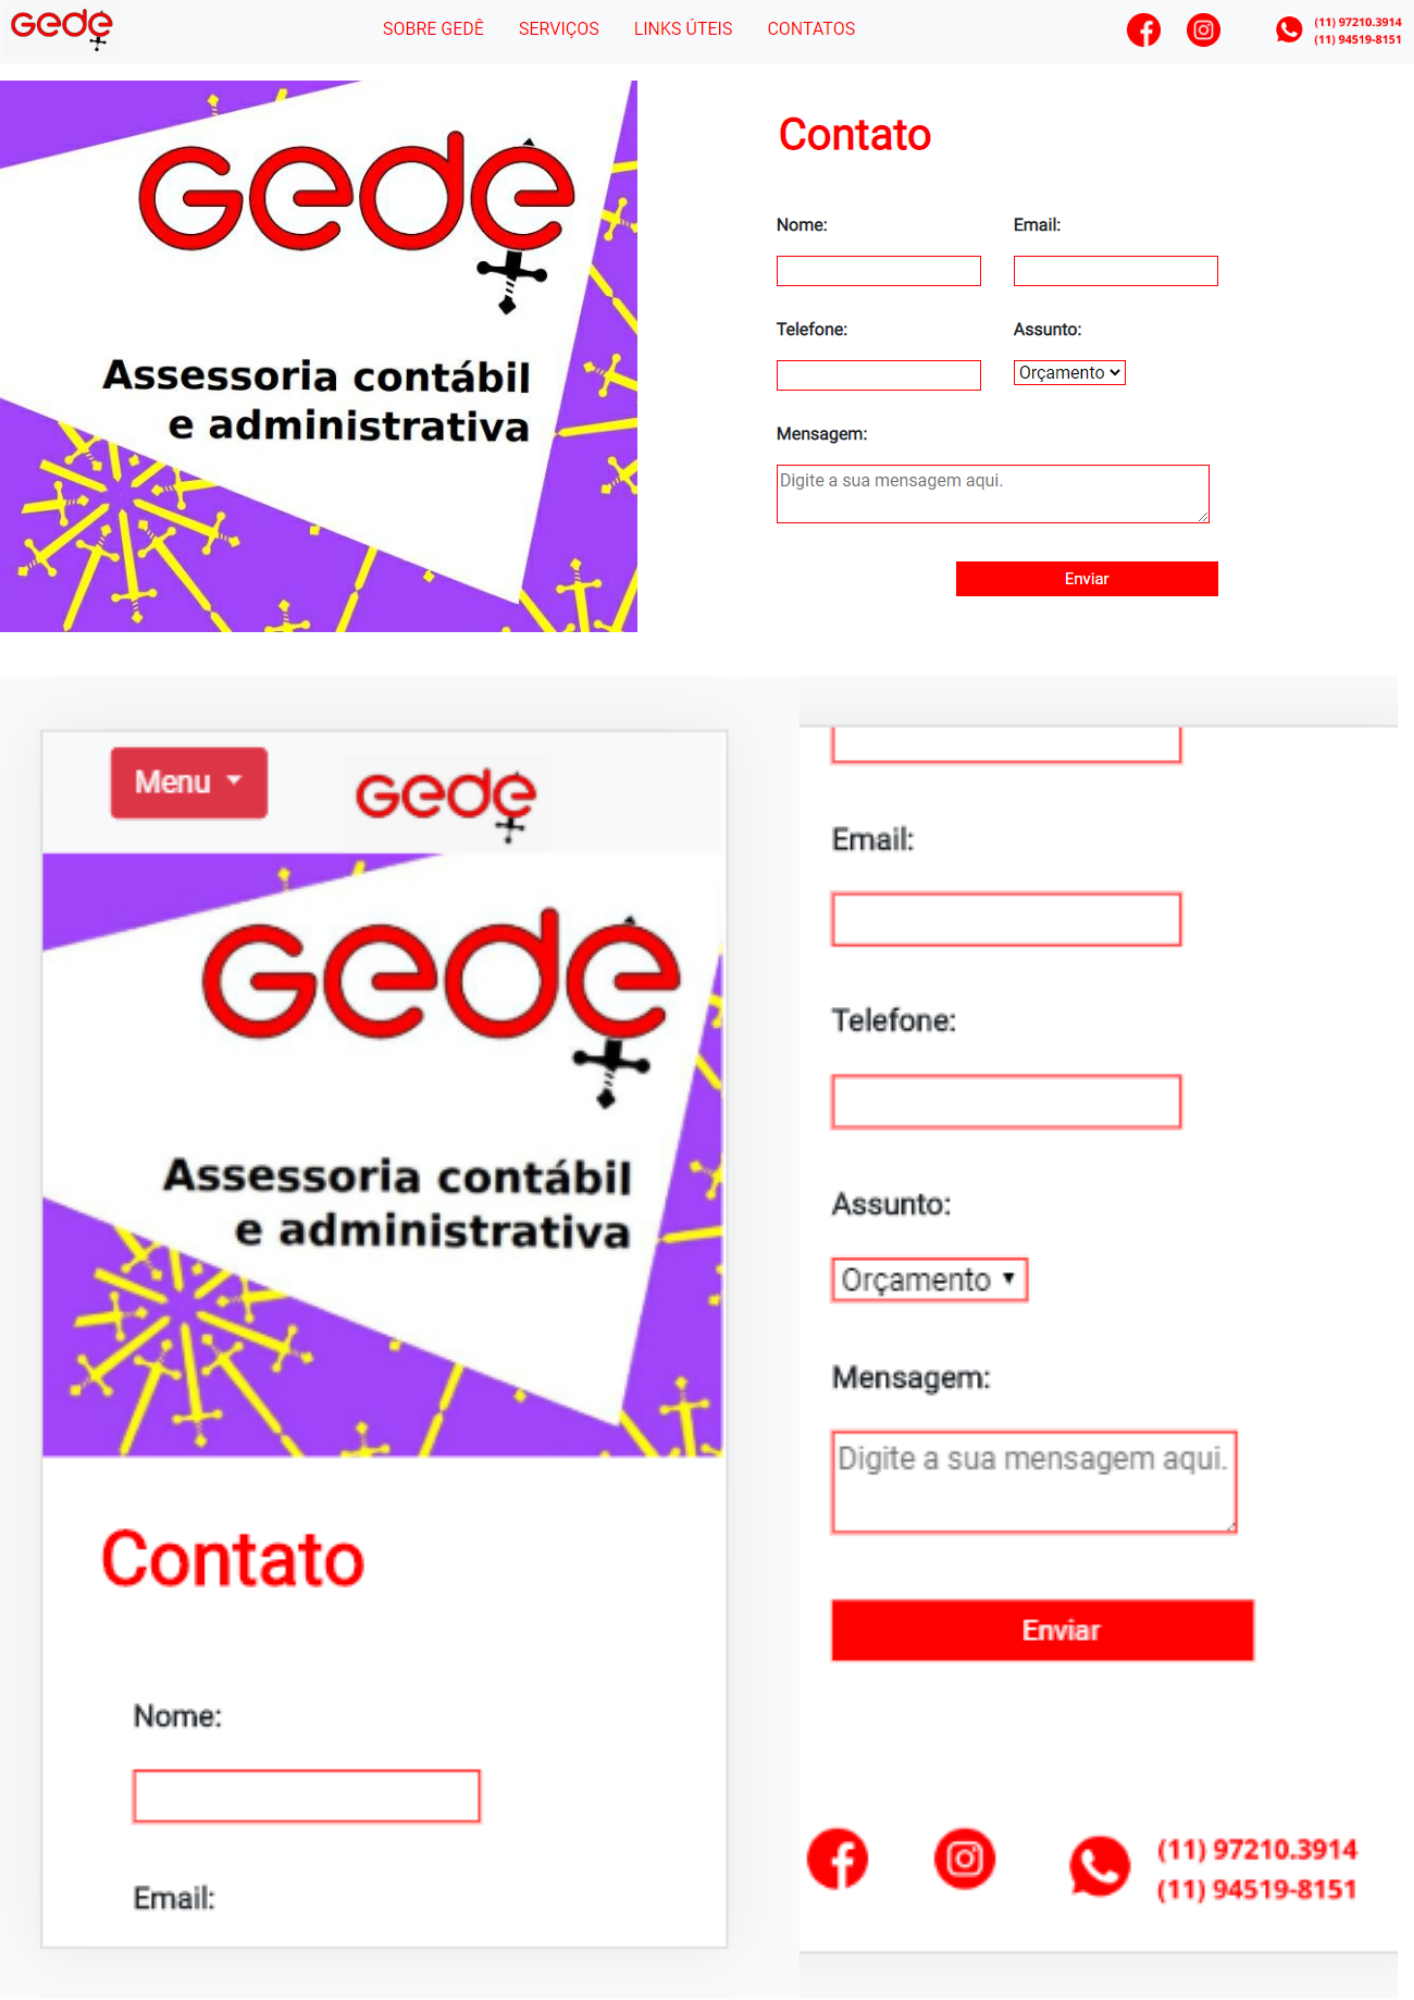 Gedê
SOBRE GEDÊ SERVIÇOS LINKS ÚTEIS CONTATOS
(11) 97210.3914
(11) 94519-8151
Gedê
Assessoria contábil
e administrativa
Contato
Nome: Email:
Telefone: Assunto:
Orçamento
Mensagem:
Digite a sua mensagem aqui.
Enviar
Menu
Gedê
Gedê
Assessoria contábil
e administrativa
Contato
Nome:
Email:
Email:
Telefone:
Assunto:
Orçamento
Mensagem:
Digite a sua mensagem aqui.
Enviar
(11) 97210.3914
(11) 94519-8151